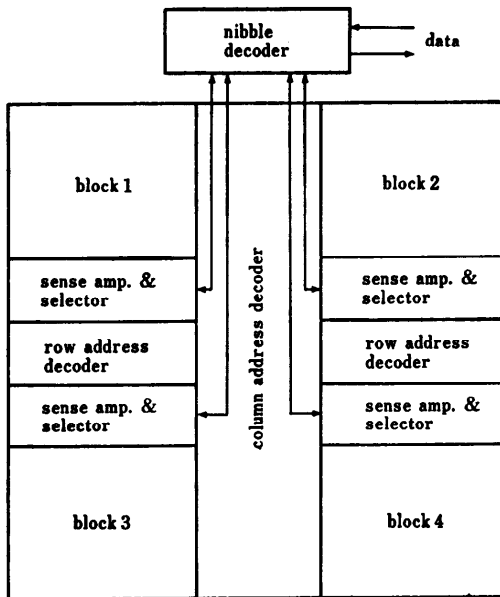 nibble
decoder
data
block 1
block 2
sense amp. &
selector
sense amp. &
selector
row address
decoder
row address
decoder
column address decoder
sense amp. &
selector
sense amp. &
selector
block 3
block 4